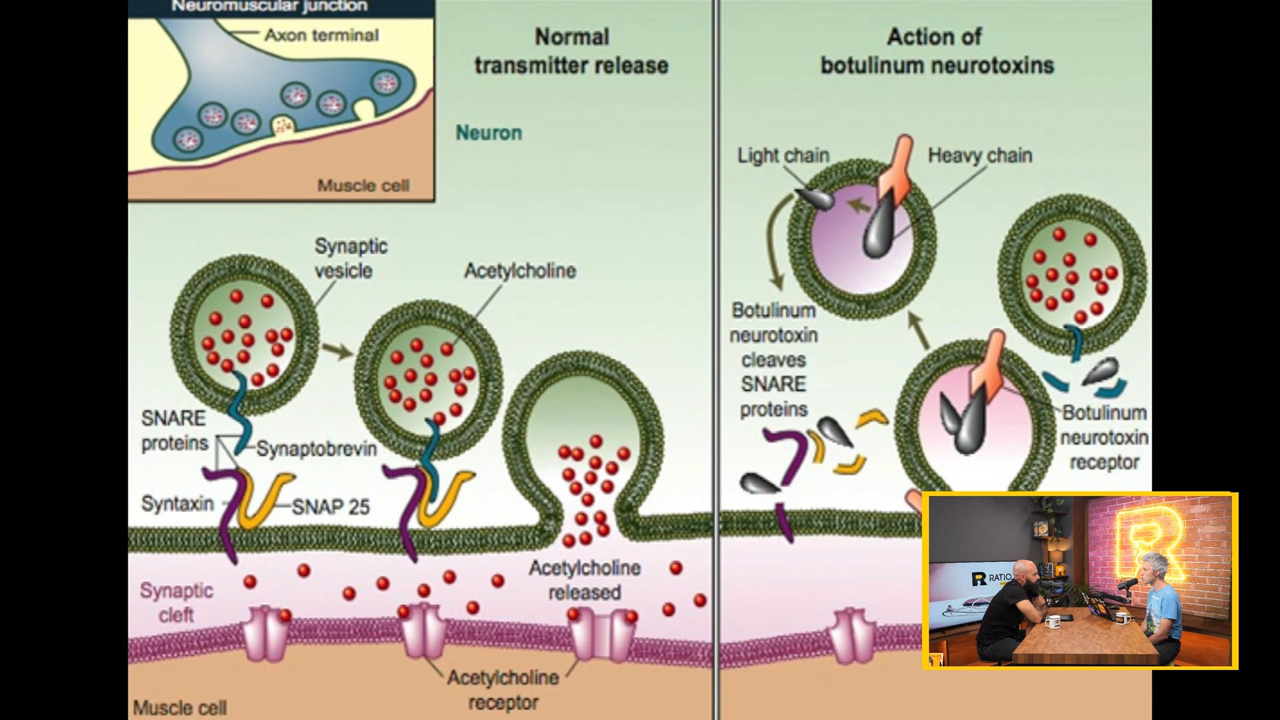 Neuromuscular junction
Axon terminal
Muscle cell
Normal
transmitter release
Neuron
Synaptic
vesicle
Acetylcholine
SNARE
proteins
Synaptobrevin
Syntaxin
SNAP 25
Acetylcholine
released
Synaptic
cleft
Acetylcholine
receptor
Muscle cell
Action of
botulinum neurotoxins
Light chain
Heavy chain
Botulinum
neurotoxin
cleaves
SNARE
proteins
Botulinum
neurotoxin
receptor
R
RATIO